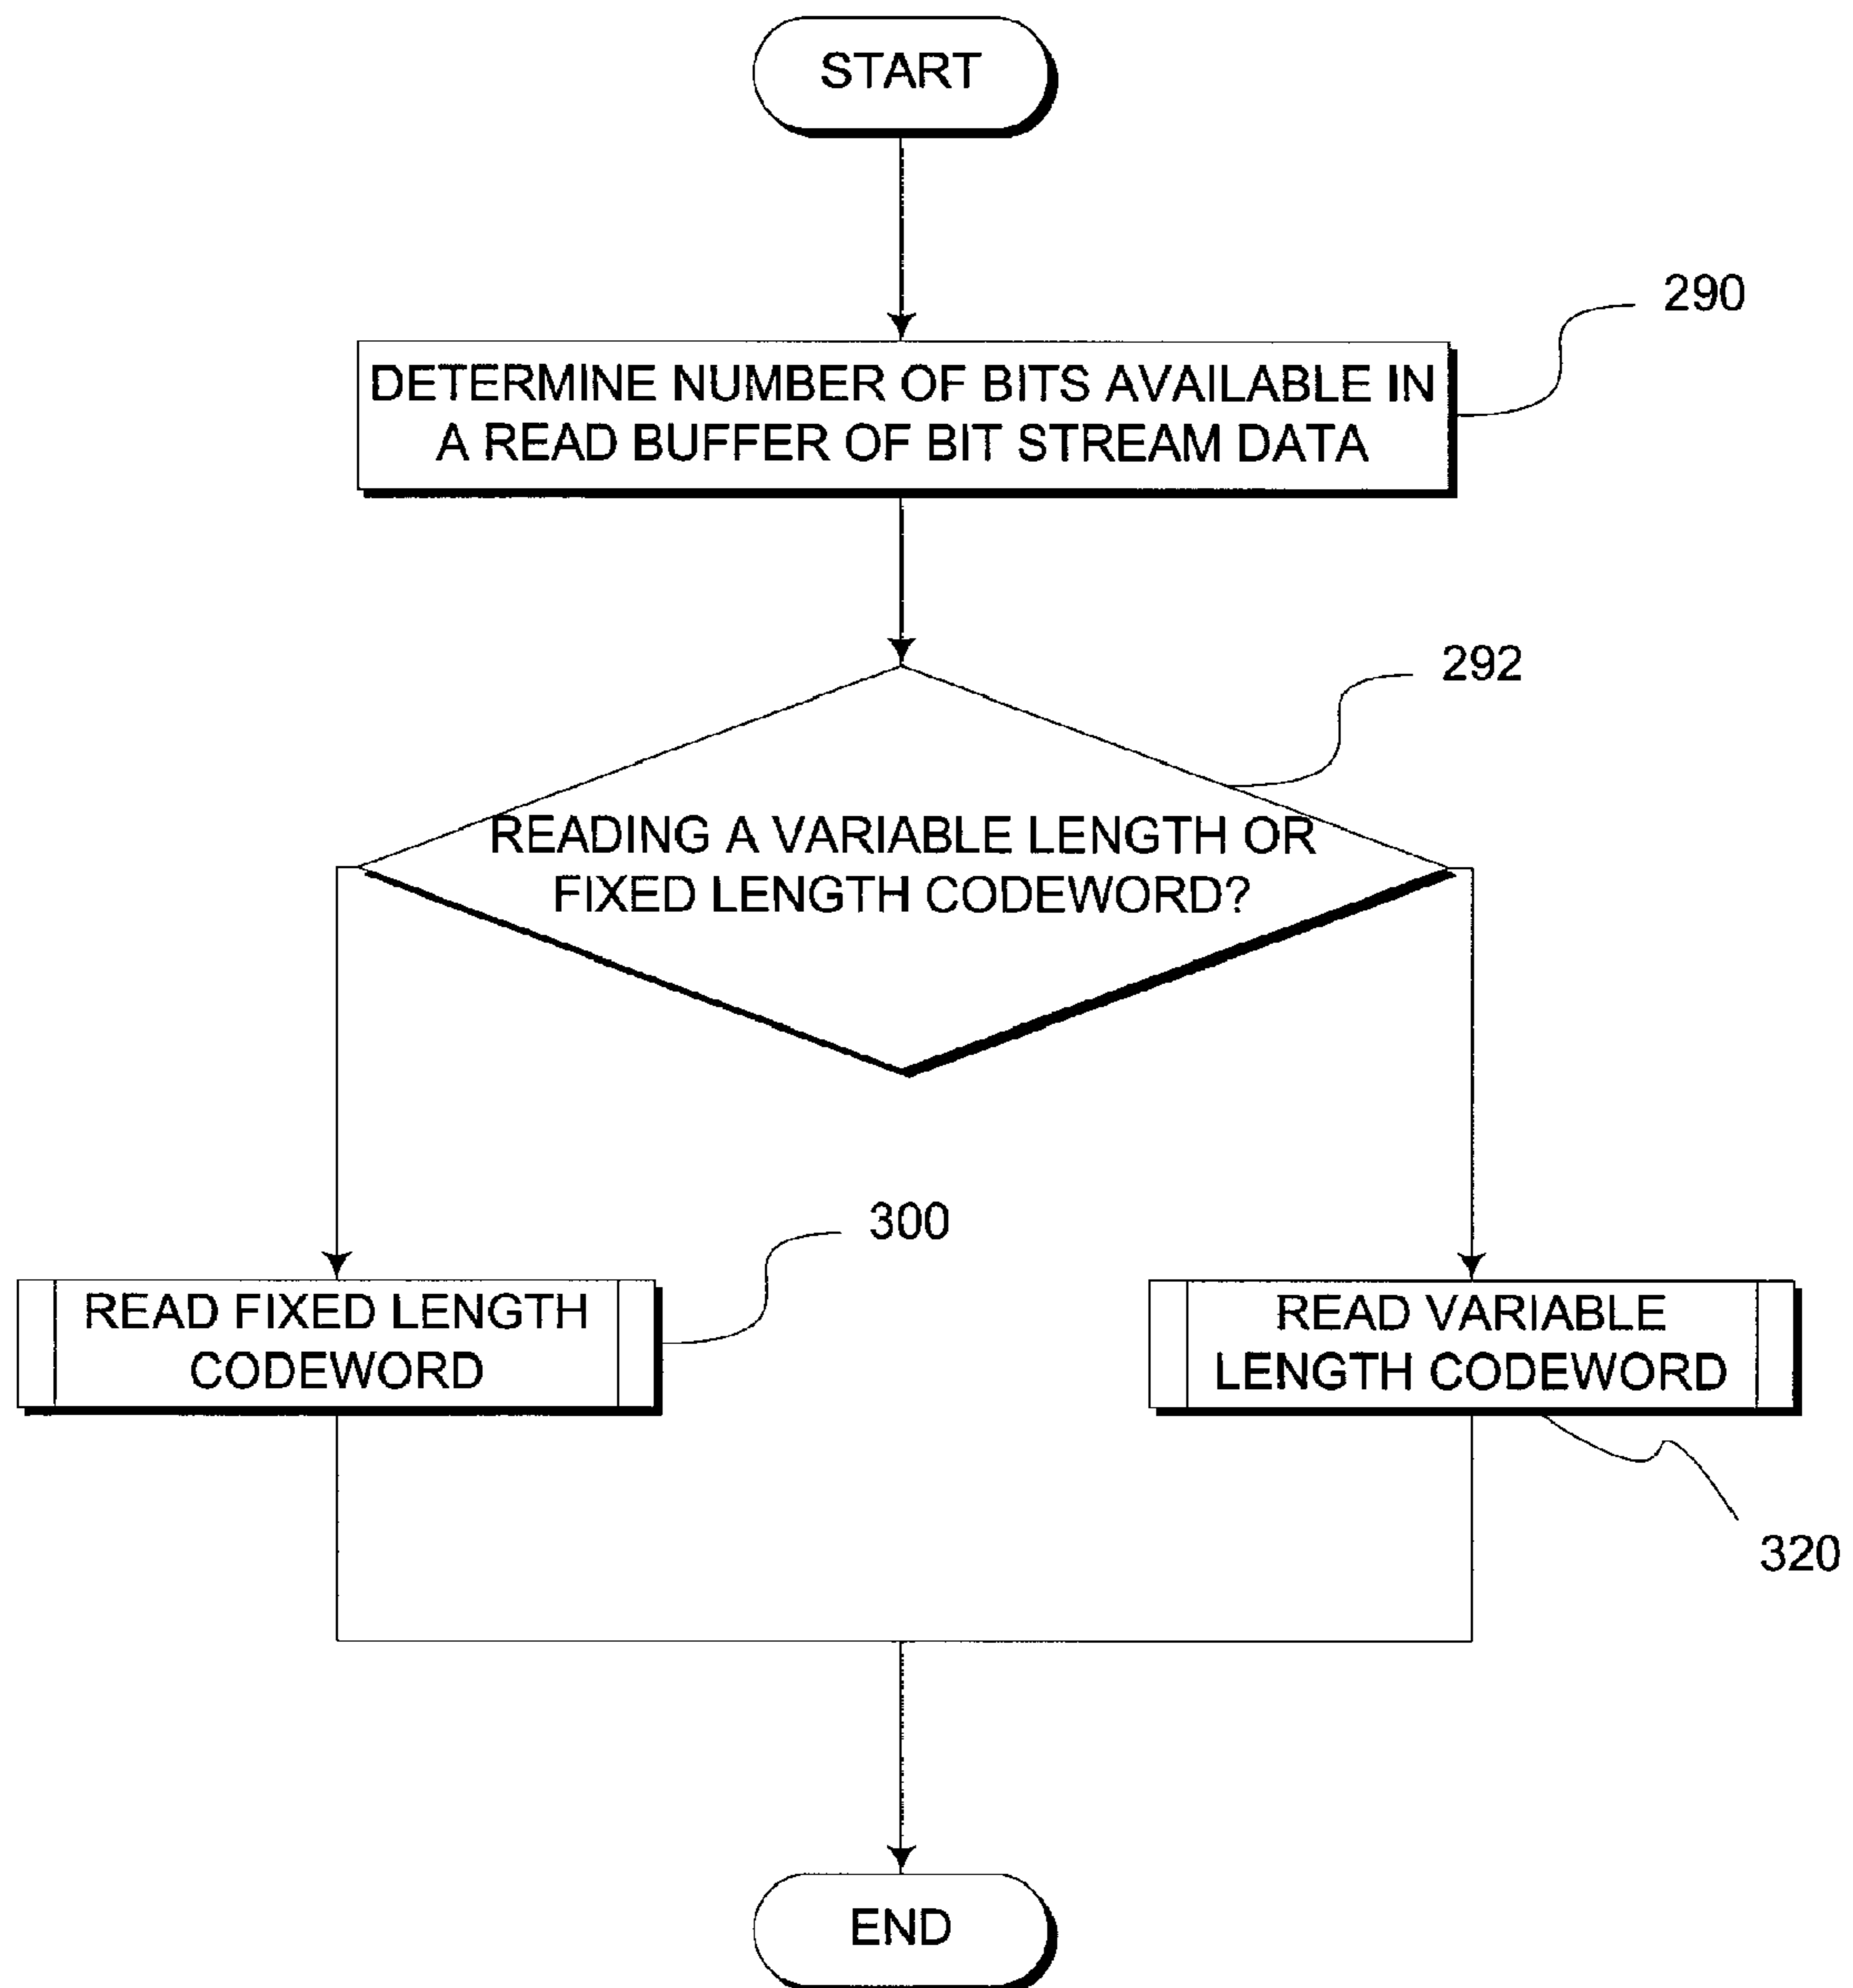 START
290
DETERMINE NUMBER OF BITS AVAILABLE IN
A READ BUFFER OF BIT STREAM DATA
292
READING A VARIABLE LENGTH OR
FIXED LENGTH CODEWORD?
300
READ FIXED LENGTH
CODEWORD
READ VARIABLE
LENGTH CODEWORD
320
END